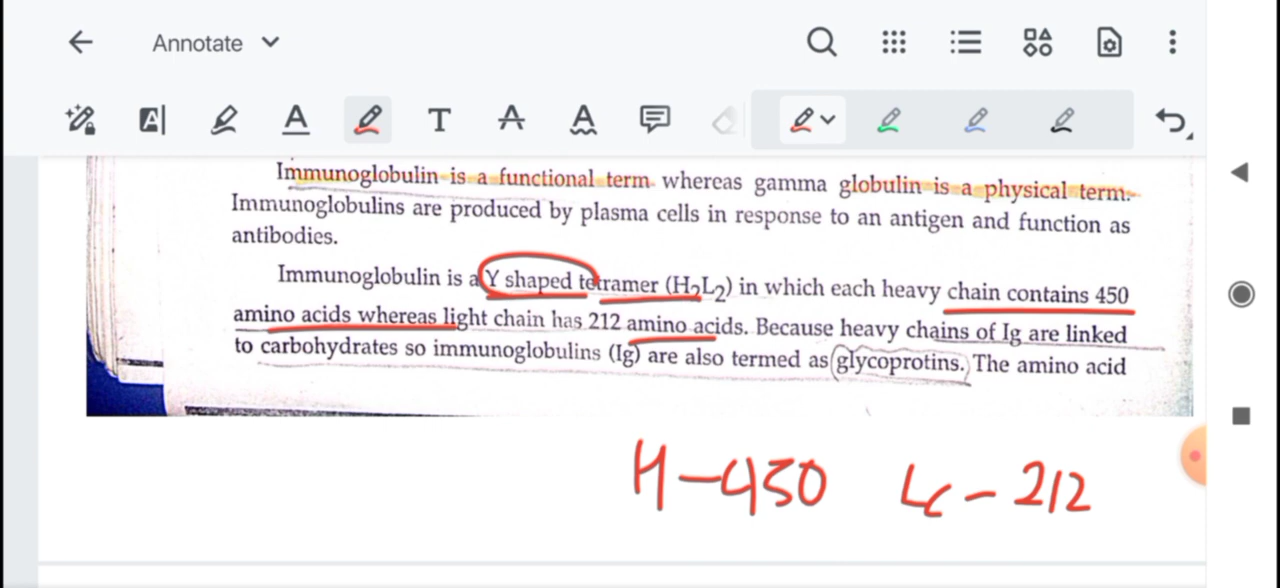 Annotate
A T A A
Immunoglobulin is a functional term whereas gamma globulin is a physical term.
Immunoglobulins are produced by plasma cells in response to an antigen and function as
antibodies.
Immunoglobulin is a Y shaped tetramer (H2L2) in which each heavy chain contains 450
amino acids whereas light chain has 212 amino acids. Because heavy chains of Ig are linked
to carbohydrates so immunoglobulins (Ig) are also termed as glycoprotins. The amino acid
H-450 Lc - 212